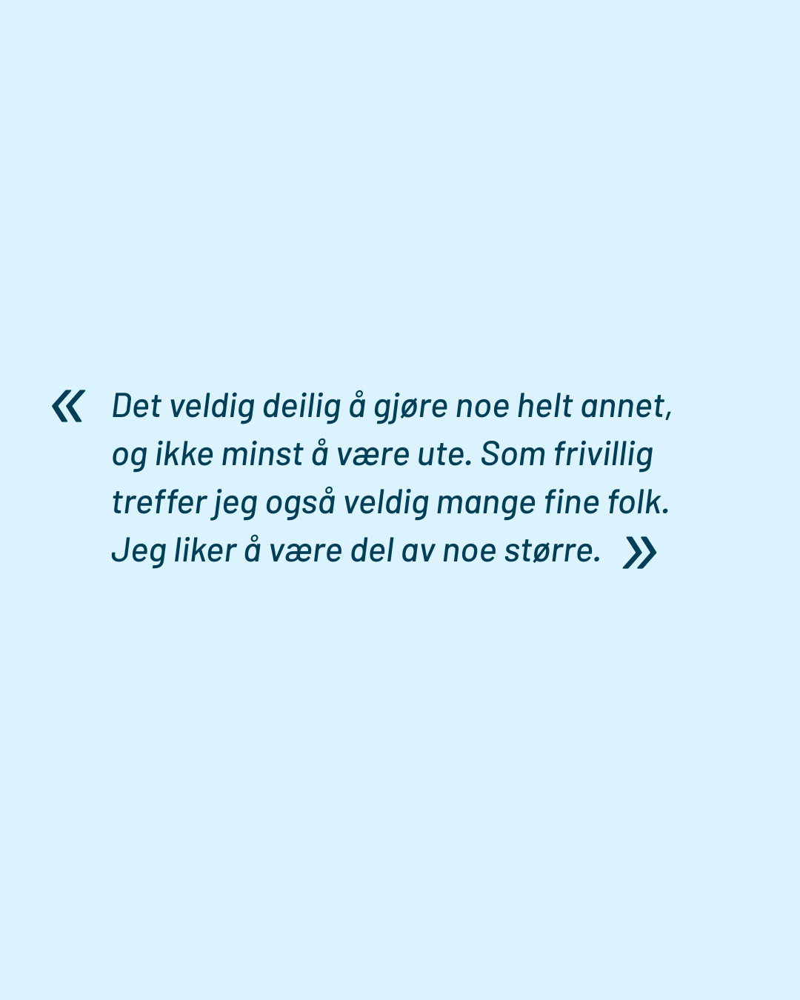 « Det veldig deilig å gjøre noe helt annet,
og ikke minst å være ute. Som frivillig
treffer jeg også veldig mange fine folk.
Jeg liker å være del av noe større. »